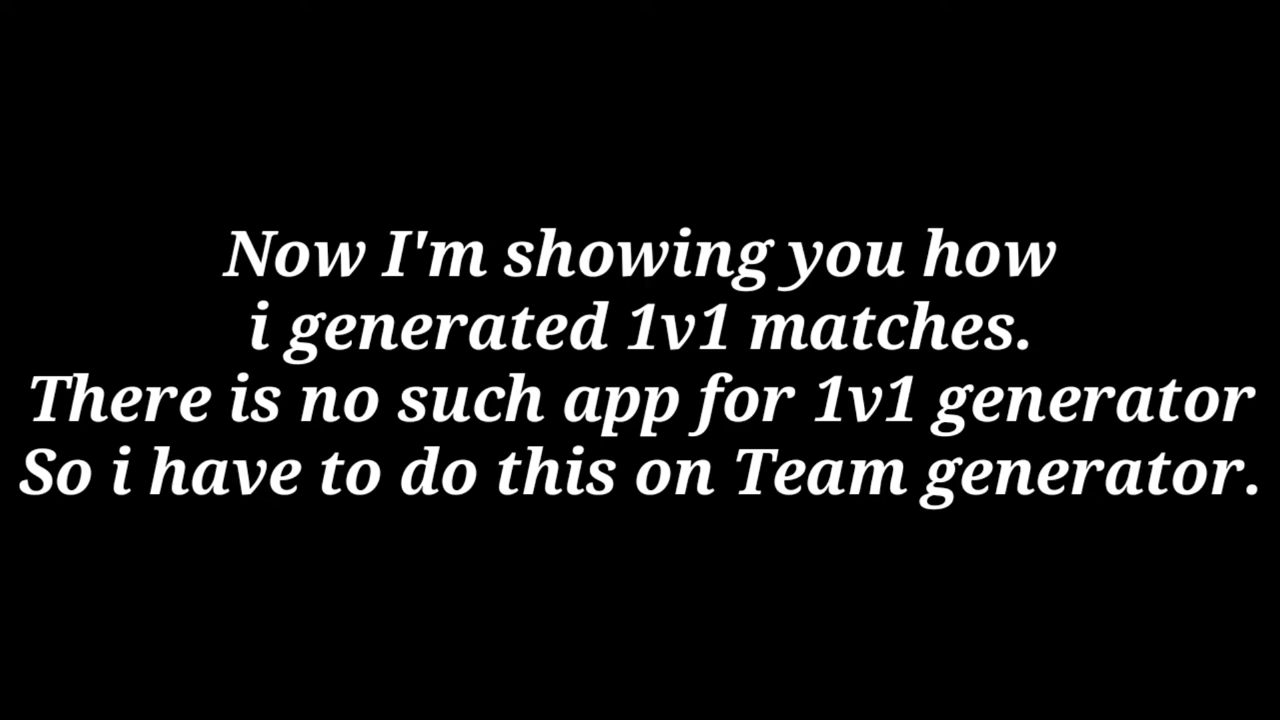 Now I'm showing you how
i generated 1v1 matches.
There is no such app for 1v1 generator
So i have to do this on Team generator.